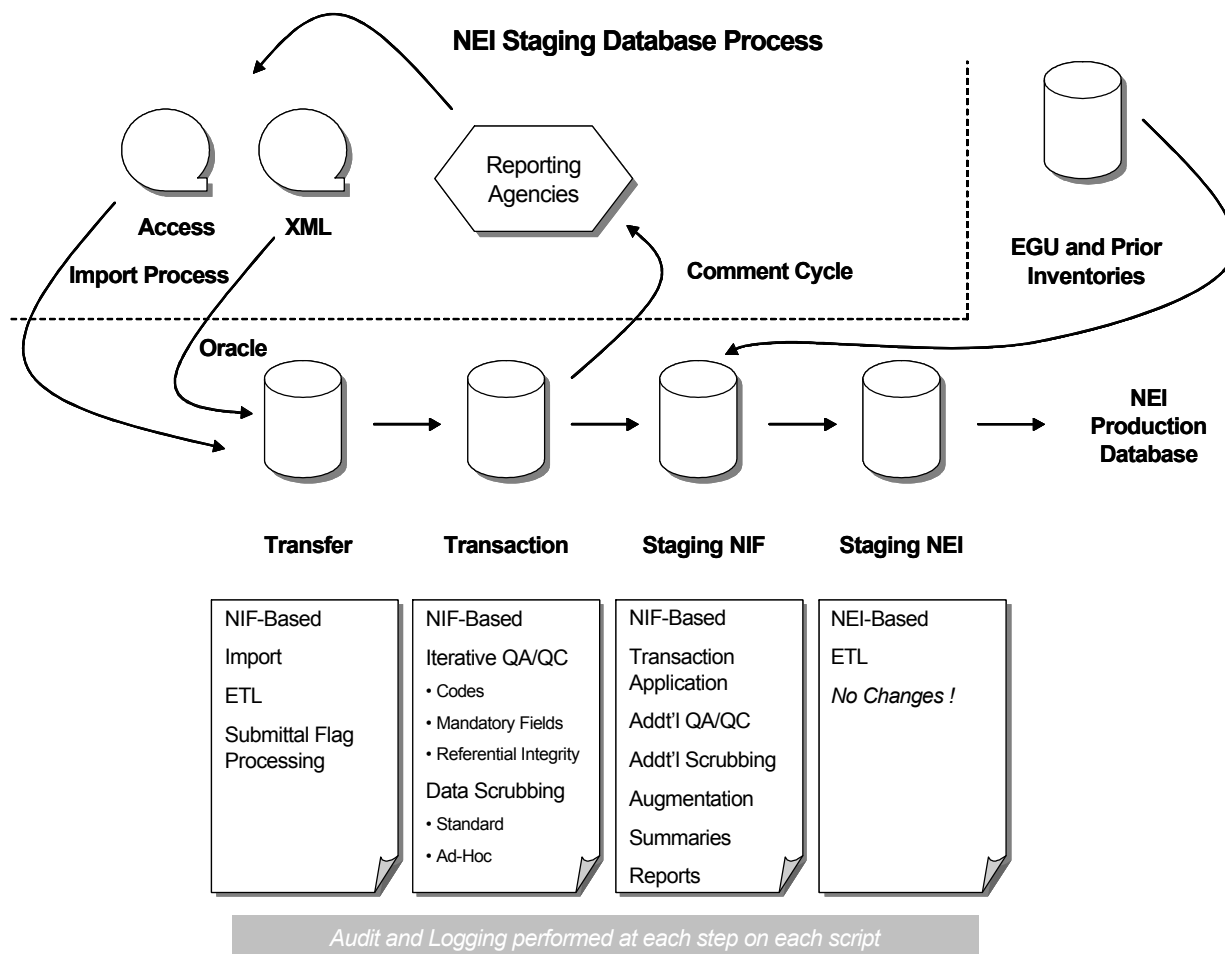 NEI Staging Database Process
Reporting
Agencies
Access
XML
Import Process
EGU and Prior
Inventories
Comment Cycle
Oracle
NEI
Production
Database
Transfer
Transaction
Staging NIF
Staging NEI
NIF-Based
Import
ETL
Submittal Flag
Processing
NIF-Based
Iterative QA/QC
• Codes
• Mandatory Fields
• Referential Integrity
Data Scrubbing
• Standard
• Ad-Hoc
NIF-Based
Transaction
Application
Addt'l QA/QC
Addt'l Scrubbing
Augmentation
Summaries
Reports
NEI-Based
ETL
No Changes !
Audit and Logging performed at each step on each script